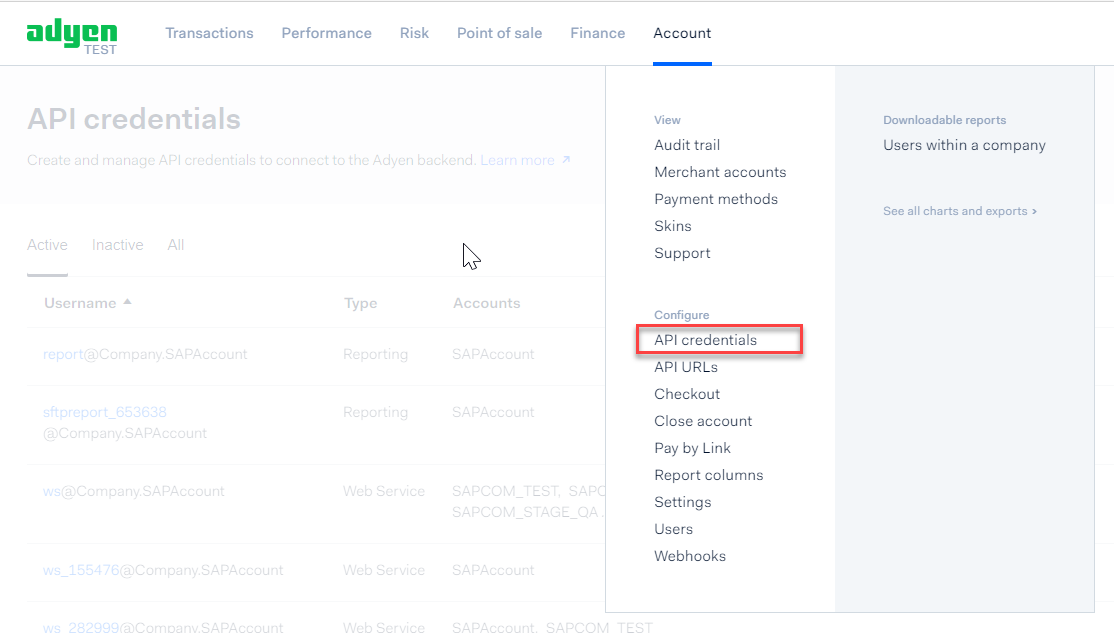 adyen
TEST
Transactions Performance Risk Point of sale Finance Account
API credentials
Create and manage API credentials to connect to the Adyen backend. Learn more
Active Inactive All
Username Type Accounts
report@Company.SAPAccount Reporting SAPAccount
sftpreport_653638 Reporting SAPAccount
@Company.SAPAccount
ws@Company.SAPAccount Web Service SAPCOM_TEST, SAPC
SAPCOM_STAGE_QA.
ws_155476@Company.SAPAccount Web Service SAPAccount
ws_282999@Company.SAPAccount Web Service SAPAccount, SAPCOM_TEST
View
Audit trail
Merchant accounts
Payment methods
Skins
Support
Configure
API credentials
API URLs
Checkout
Close account
Pay by Link
Report columns
Settings
Users
Webhooks
Downloadable reports
Users within a company
See all charts and exports ›